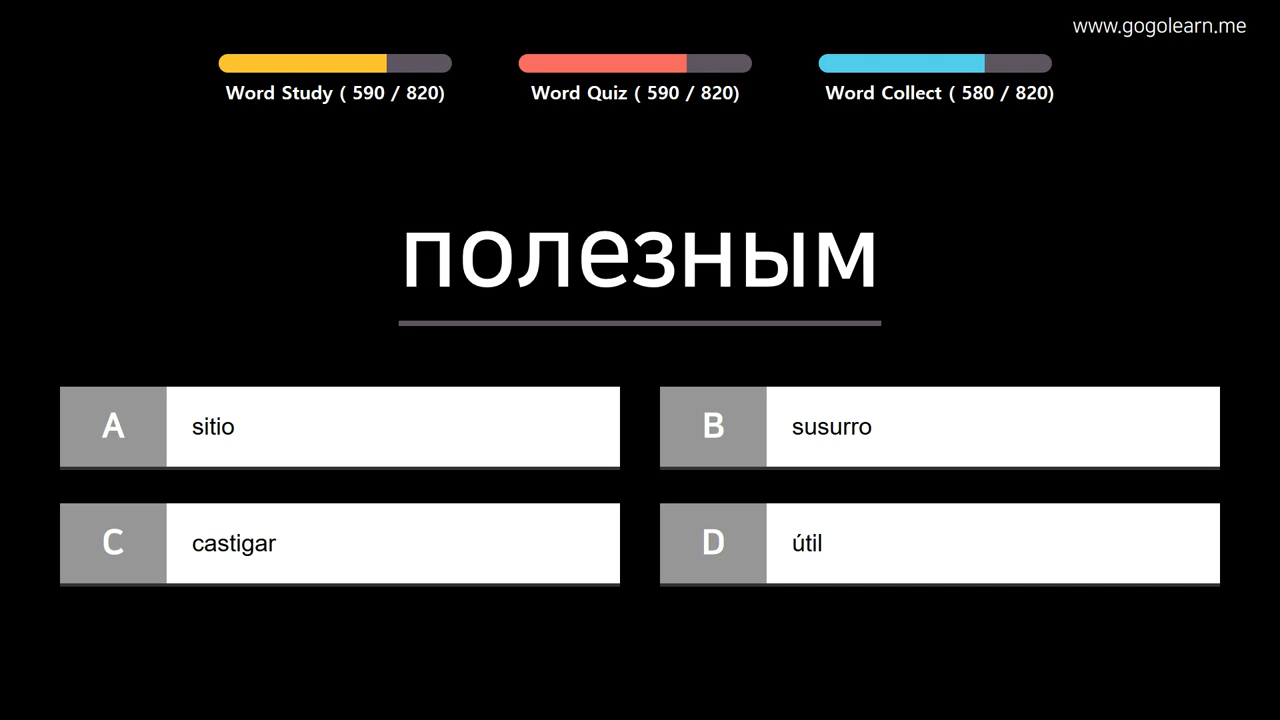 www.gogolearn.me
Word Study ( 590 / 820)
Word Quiz ( 590 / 820)
Word Collect ( 580 / 820)
полезным
A sitio
B susurro
C castigar
D útil